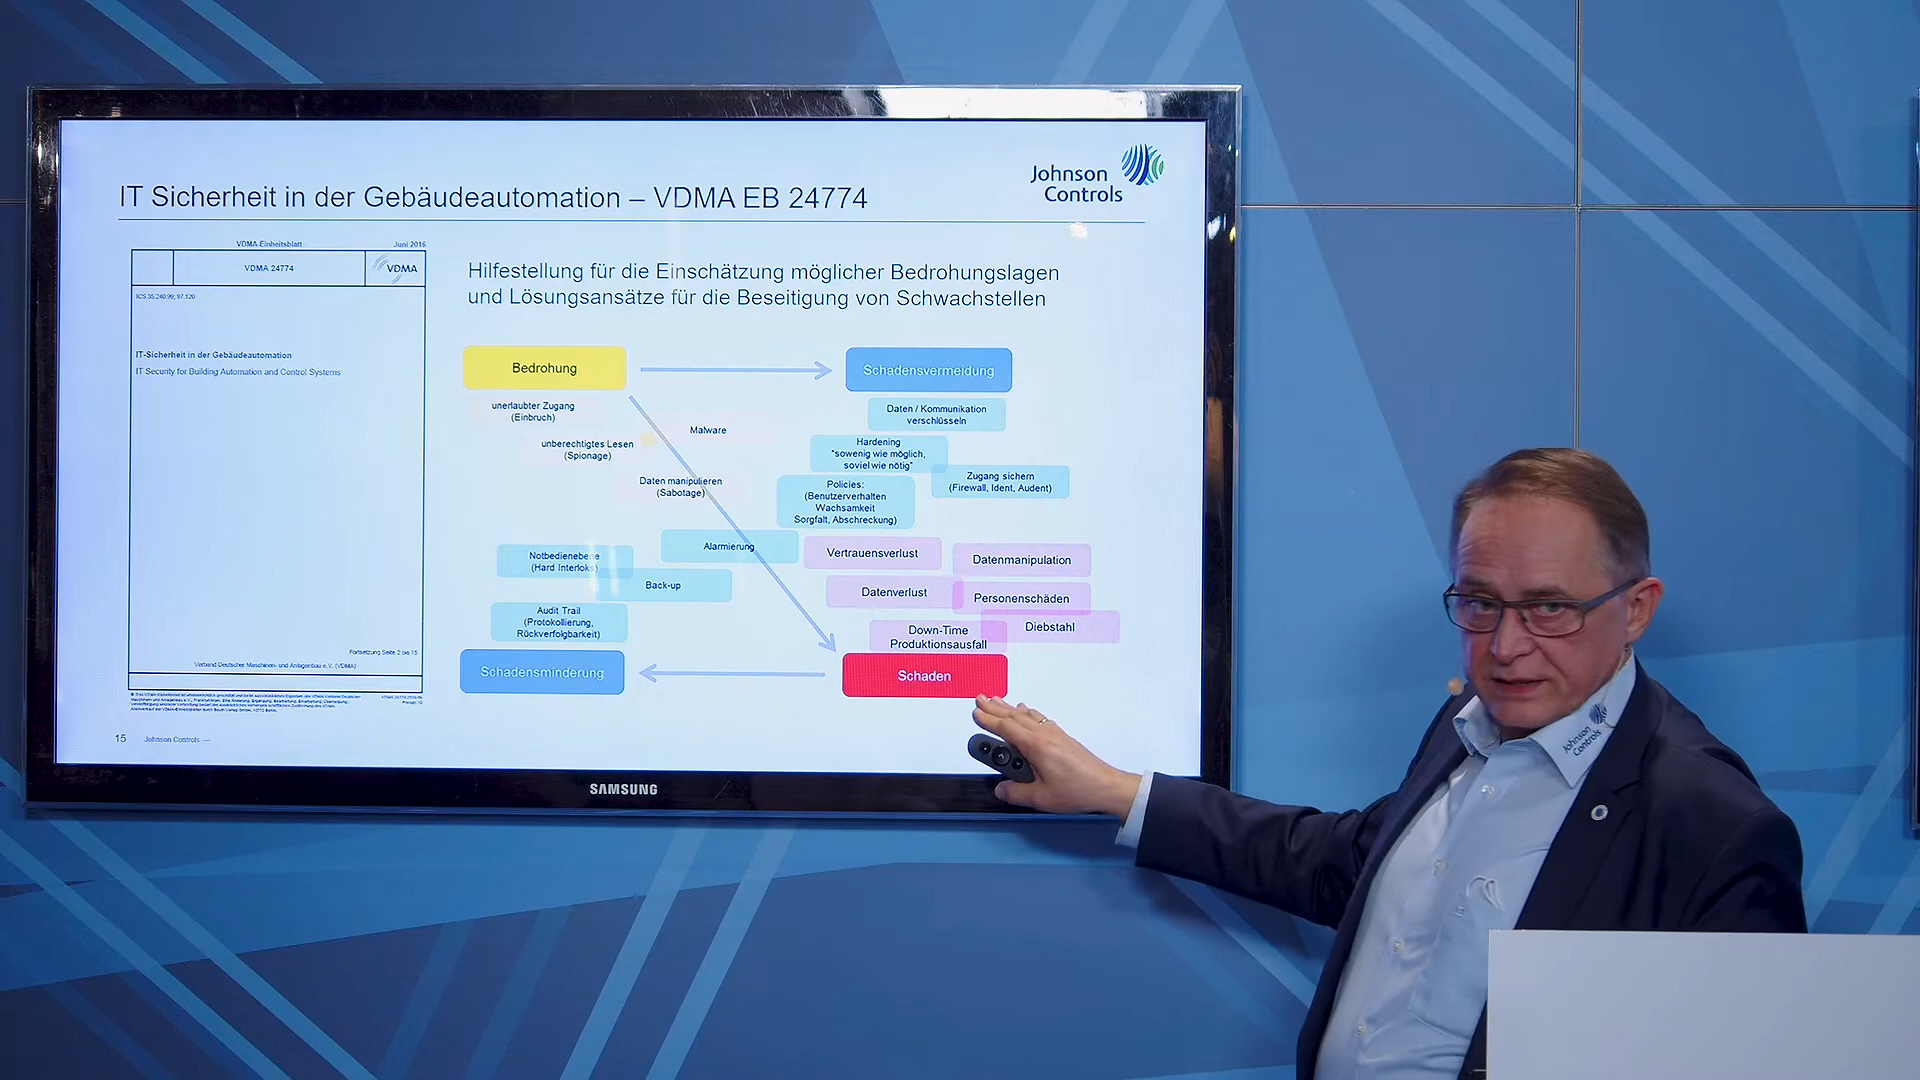 IT Sicherheit in der Gebäudeautomation – VDMA EB 24774
Johnson
Controls
VDMA-Einheitsblatt
Juni 2016
VDMA 24774
VDMA
ICS 35.240.99; 97.120
IT-Sicherheit in der Gebäudeautomation
IT Security for Building Automation and Control Systems
Fortsetzung Seite 2 bis 15
Verband Deutscher Maschinen- und Anlagenbau e.V. (VDMA)
Hilfestellung für die Einschätzung möglicher Bedrohungslagen
und Lösungsansätze für die Beseitigung von Schwachstellen
Bedrohung
Schadensvermeidung
unerlaubter Zugang
(Einbruch)
Malware
unberechtigtes Lesen
(Spionage)
Daten manipulieren
(Sabotage)
Daten / Kommunikation
verschlüsseln
Hardening
"sowenig wie möglich,
soviel wie nötig"
Zugang sichern
(Firewall, Ident, Audent)
Policies:
(Benutzerverhalten
Wachsamkeit
Sorgfalt, Abschreckung)
Alarmierung
Notbedienebene
(Hard Interloks)
Back-up
Audit Trail
(Protokollierung,
Rückverfolgbarkeit)
Vertrauensverlust
Datenmanipulation
Datenverlust
Personenschäden
Down-Time
Produktionsausfall
Diebstahl
Schadensminderung
Schaden
15
Johnson Controls —
SAMSUNG
Johnson
Controls